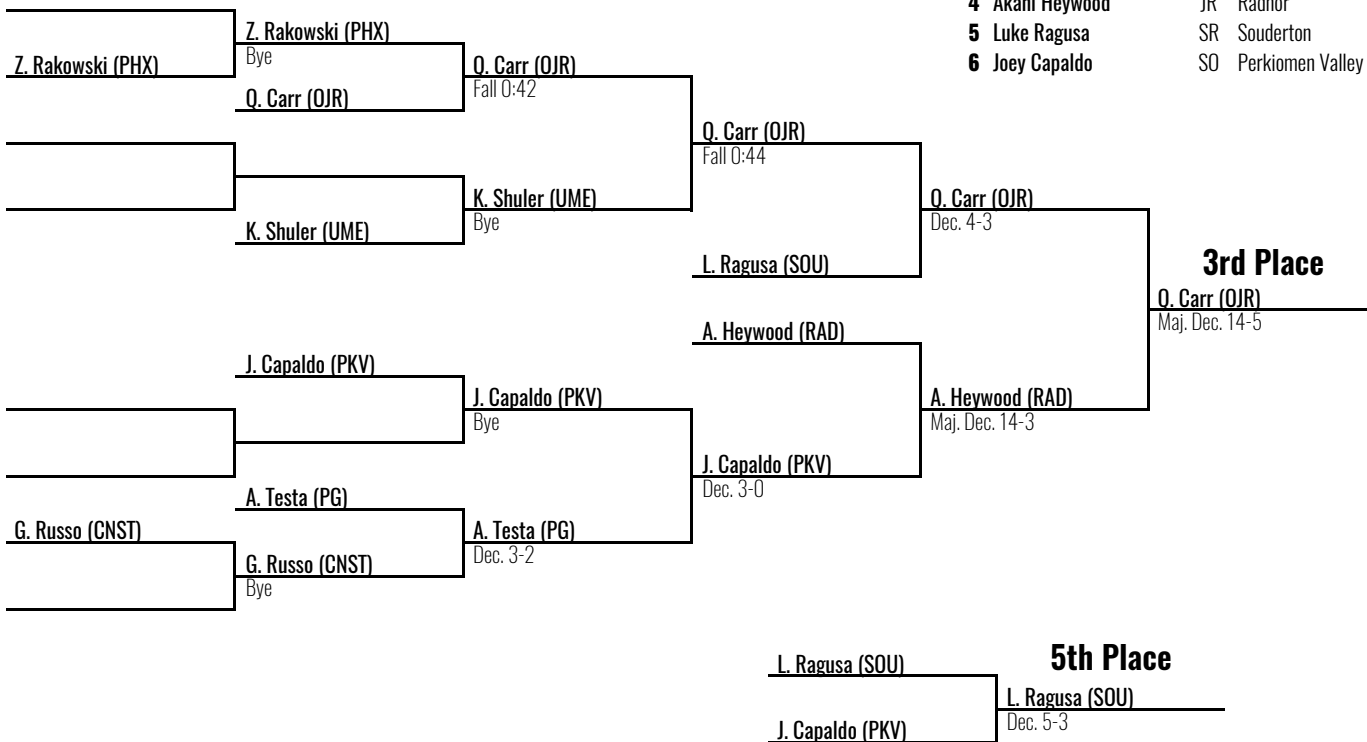 4 Akahi Heywood JR Radnor
5 Luke Ragusa SR Souderton
6 Joey Capaldo SO Perkiomen Valley
Z. Rakowski (PHX)
Bye
Z. Rakowski (PHX)
Q. Carr (OJR)
Fall 0:42
Q. Carr (OJR)
Q. Carr (OJR)
Fall 0:44
K. Shuler (UME)
Bye
Q. Carr (OJR)
Dec. 4-3
K. Shuler (UME)
L. Ragusa (SOU)
3rd Place
Q. Carr (OJR)
Maj. Dec. 14-5
A. Heywood (RAD)
J. Capaldo (PKV)
J. Capaldo (PKV)
Bye
A. Heywood (RAD)
Maj. Dec. 14-3
J. Capaldo (PKV)
Dec. 3-0
A. Testa (PG)
G. Russo (CNST)
A. Testa (PG)
Dec. 3-2
G. Russo (CNST)
Bye
L. Ragusa (SOU)
5th Place
L. Ragusa (SOU)
Dec. 5-3
J. Capaldo (PKV)